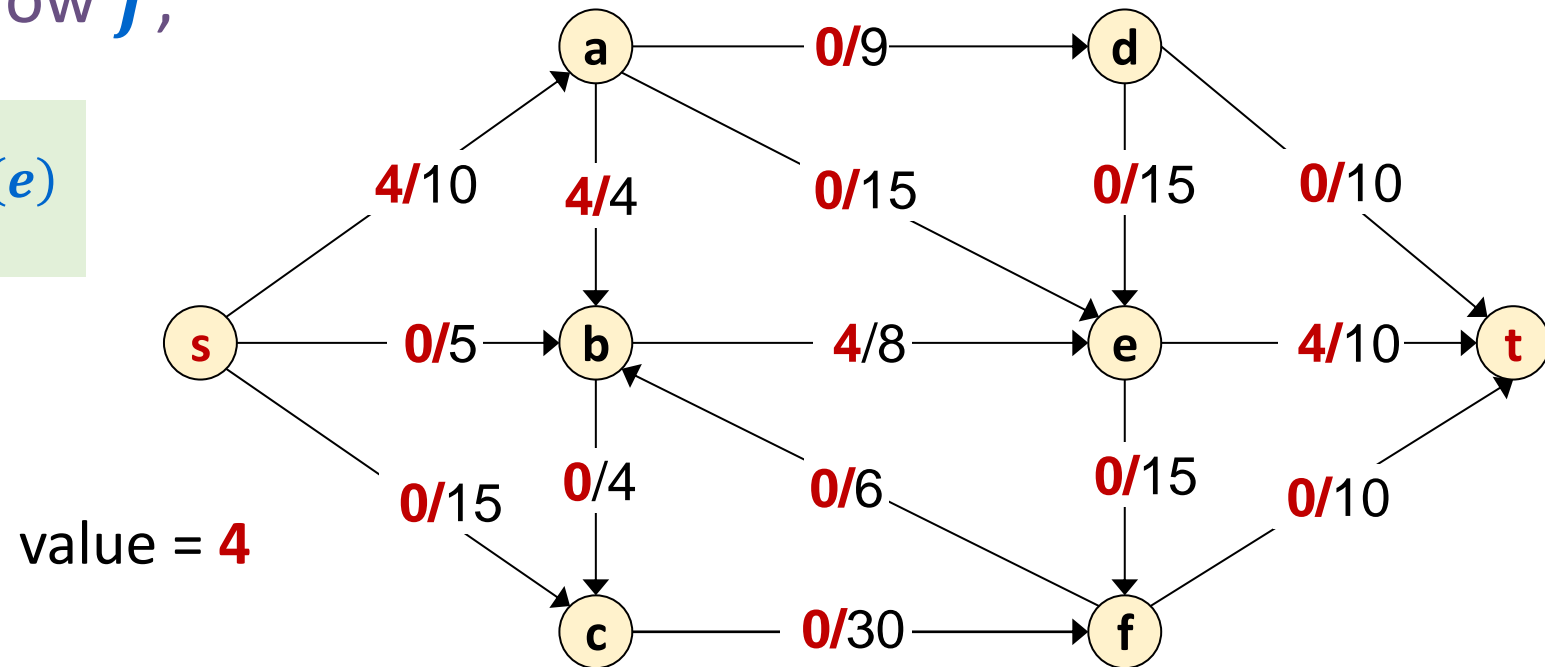 ow f ,
(e)
a 0/9 d
4/10 4/4 0/15 0/15 0/10
s 0/5 b 4/8 e 4/10 t
0/15 0/4 0/6 0/15 0/10
value = 4
c 0/30 f